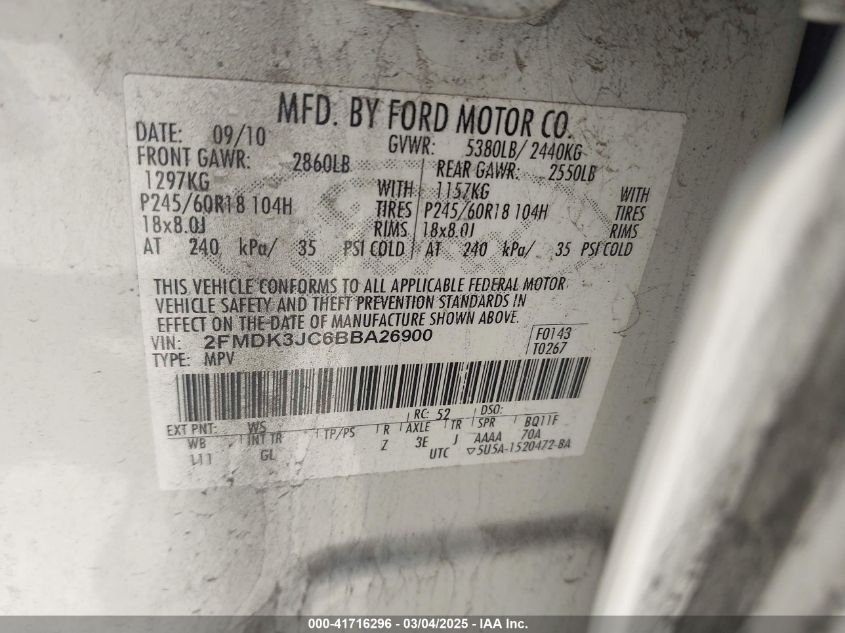 MFD. BY FORD MOTOR CO.
DATE: 09/10 GVWR: 5380LB/ 2440KG
FRONT GAWR: 2860LB REAR GAWR: 2550LB
1297KG WITH 1157KG WITH
P245/60R18 104H TIRES P245/60R18 104H TIRES
18x8.0J RIMS 18x8.0J RIMS
AT 240 kPa/ 35 PSI COLD AT 240 kPa/ 35 PSI COLD
THIS VEHICLE CONFORMS TO ALL APPLICABLE FEDERAL MOTOR
VEHICLE SAFETY AND THEFT PREVENTION STANDARDS IN
EFFECT ON THE DATE OF MANUFACTURE SHOWN ABOVE.
VIN: 2FMDK3JC6BBA26900 F0143
TYPE: MPV T0267
RC: 52 DSO:
EXT PNT: WS TP/PS R AXLE TR SPR BQ11F
WB INT TR Z 3E J AAAA 70A
GL UTC ▽5U5A-1520472-BA
000-41716296 - 03/04/2025 - IAA Inc.